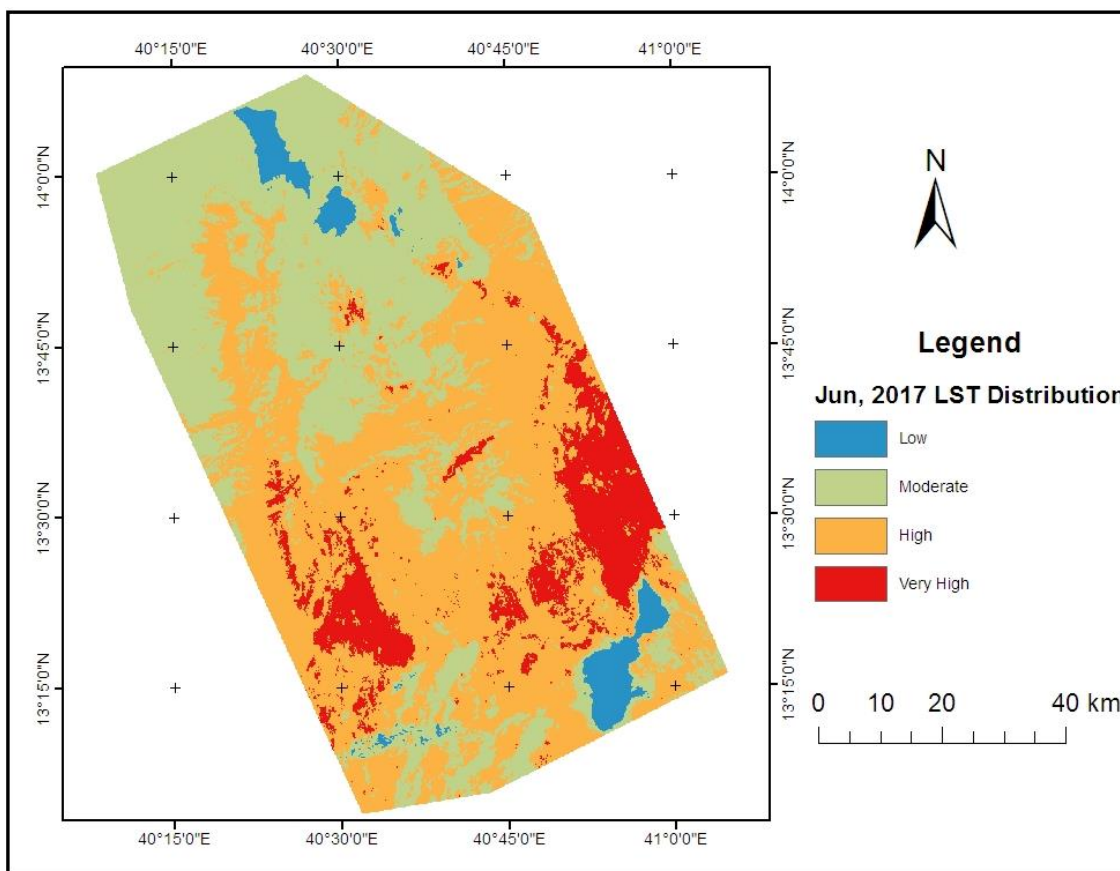 40°15'0"E 40°30'0"E 40°45'0"E 41°0'0"E
14°0'0"N 14°0'0"N
13°45'0"N 13°45'0"N
13°30'0"N 13°30'0"N
13°15'0"N 13°15'0"N
40°15'0"E 40°30'0"E 40°45'0"E 41°0'0"E
N
Legend
Jun, 2017 LST Distribution
Low
Moderate
High
Very High
0 10 20 40 km